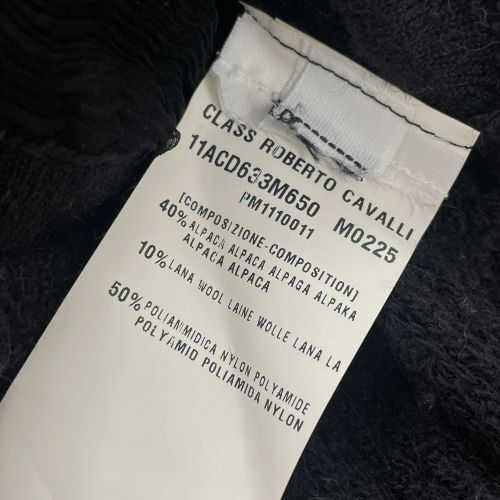 CLASS ROBERTO CAVALLI
11ACD633M650 M0225
PM1110011
[COMPOSIZIONE-COMPOSITION]
40% ALPACA ALPACA ALPAGA ALPAKA
ALPACA ALPACA
10% LANA WOOL LAINE WOLLE LANA LA
50% POLIAMMIDICA NYLON POLYAMIDE
POLYAMID POLIAMIDA NYLON